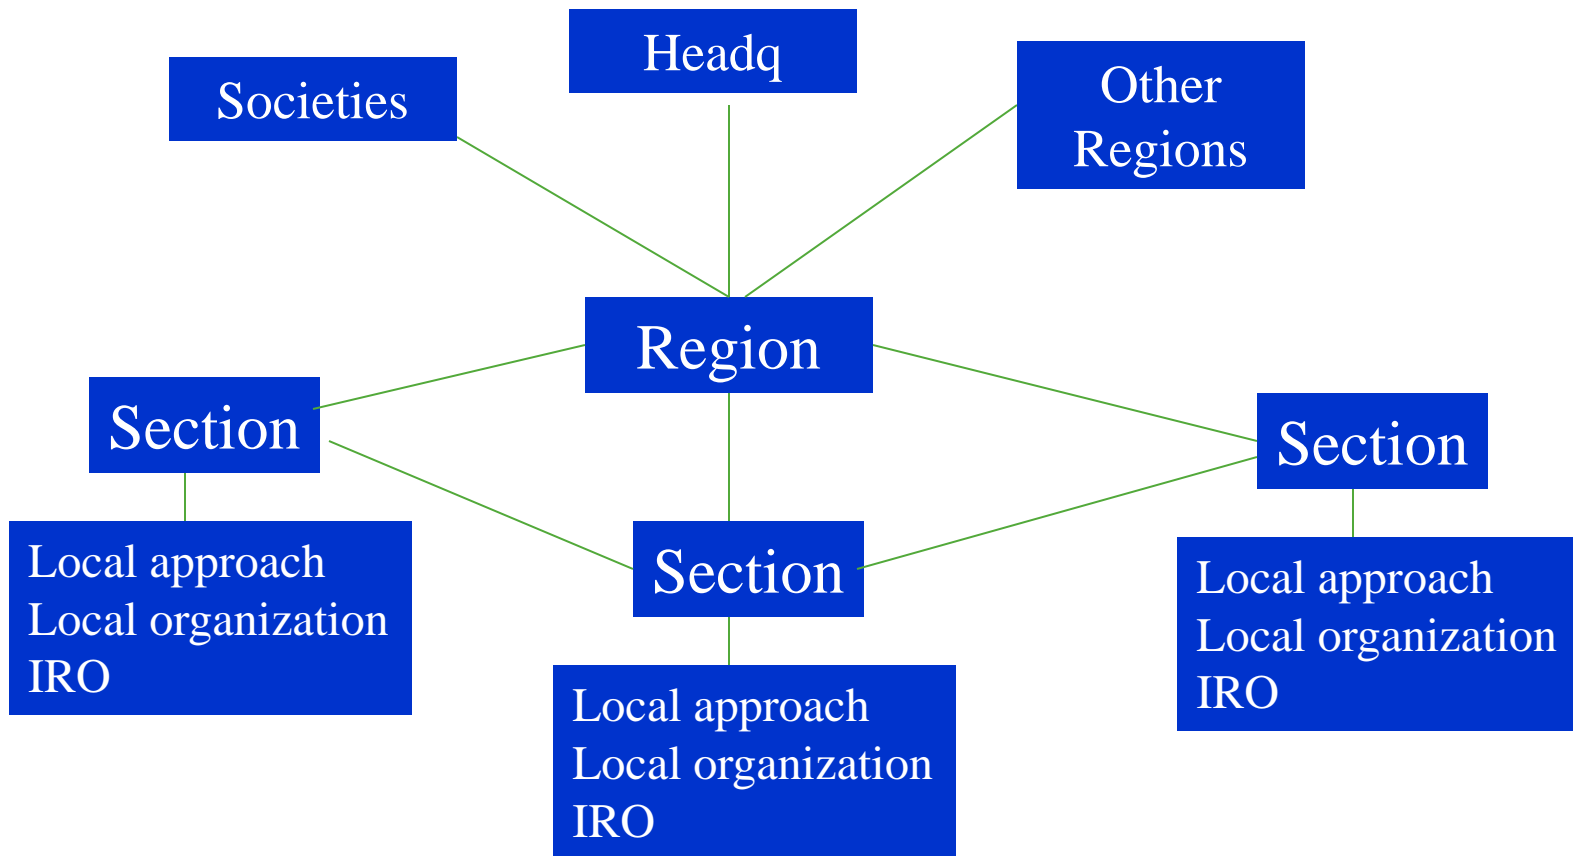 Headq
Societies
Other
Regions
Region
Section
Section
Section
Local approach
Local organization
IRO
Local approach
Local organization
IRO
Local approach
Local organization
IRO